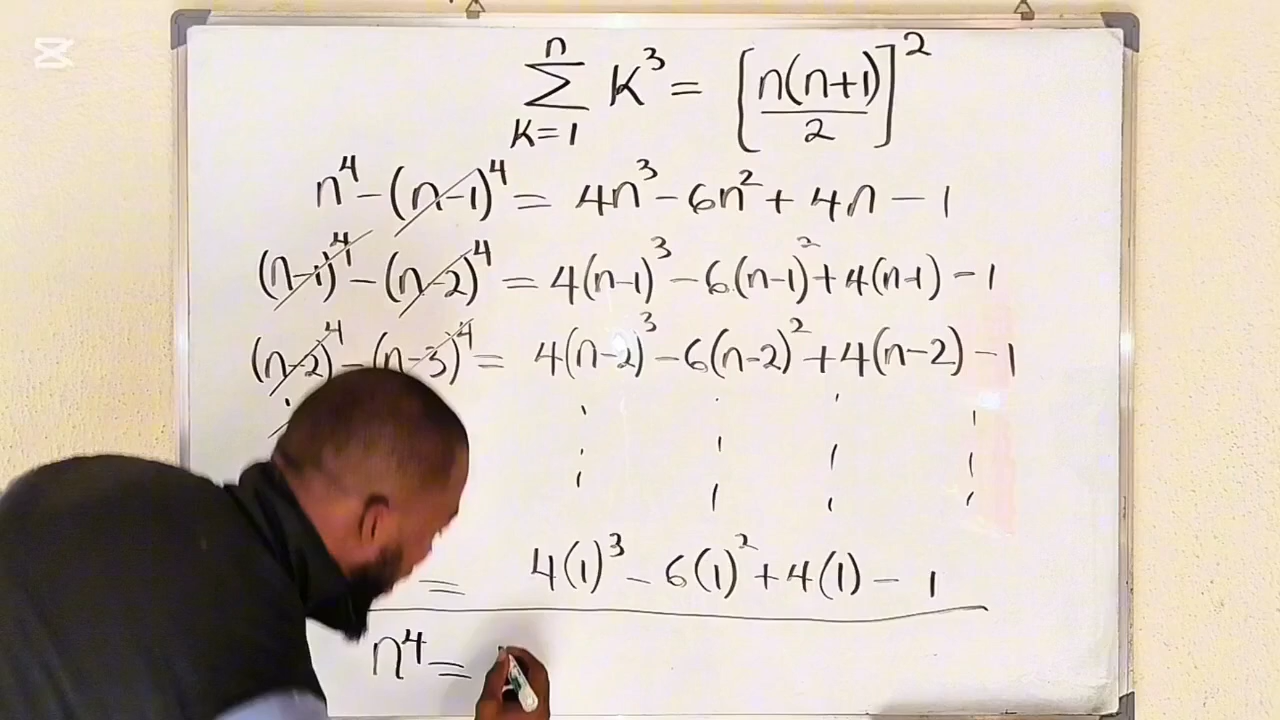 n
∑ K³ = [n(n+1)/2]²
K=1
n⁴ - (n-1)⁴ = 4n³ - 6n² + 4n - 1
(n-1)⁴ - (n-2)⁴ = 4(n-1)³ - 6(n-1)² + 4(n-1) - 1
(n-2)⁴ - (n-3)⁴ = 4(n-2)³ - 6(n-2)² + 4(n-2) - 1
= 4(1)³ - 6(1)² + 4(1) - 1
n⁴ =